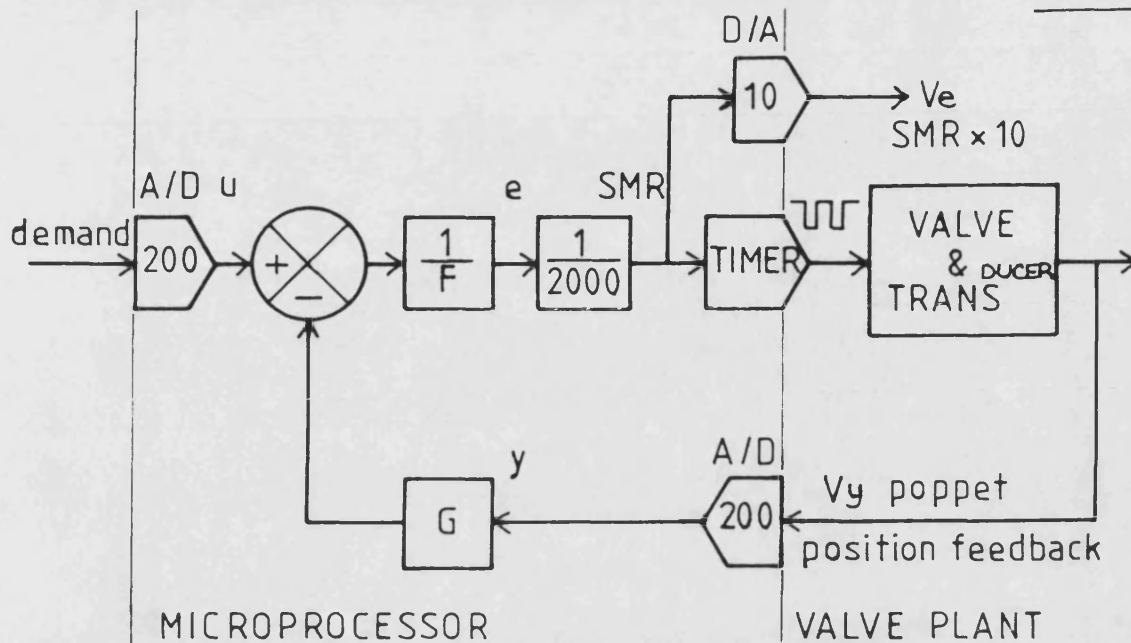 D/A
10
Ve
SMR × 10
A/D u
e
SMR
demand
200
+
−
1
F
1
2000
TIMER
VALVE
& DUCER
TRANS
y
A/D
G
200
Vy poppet
position feedback
MICROPROCESSOR
VALVE PLANT